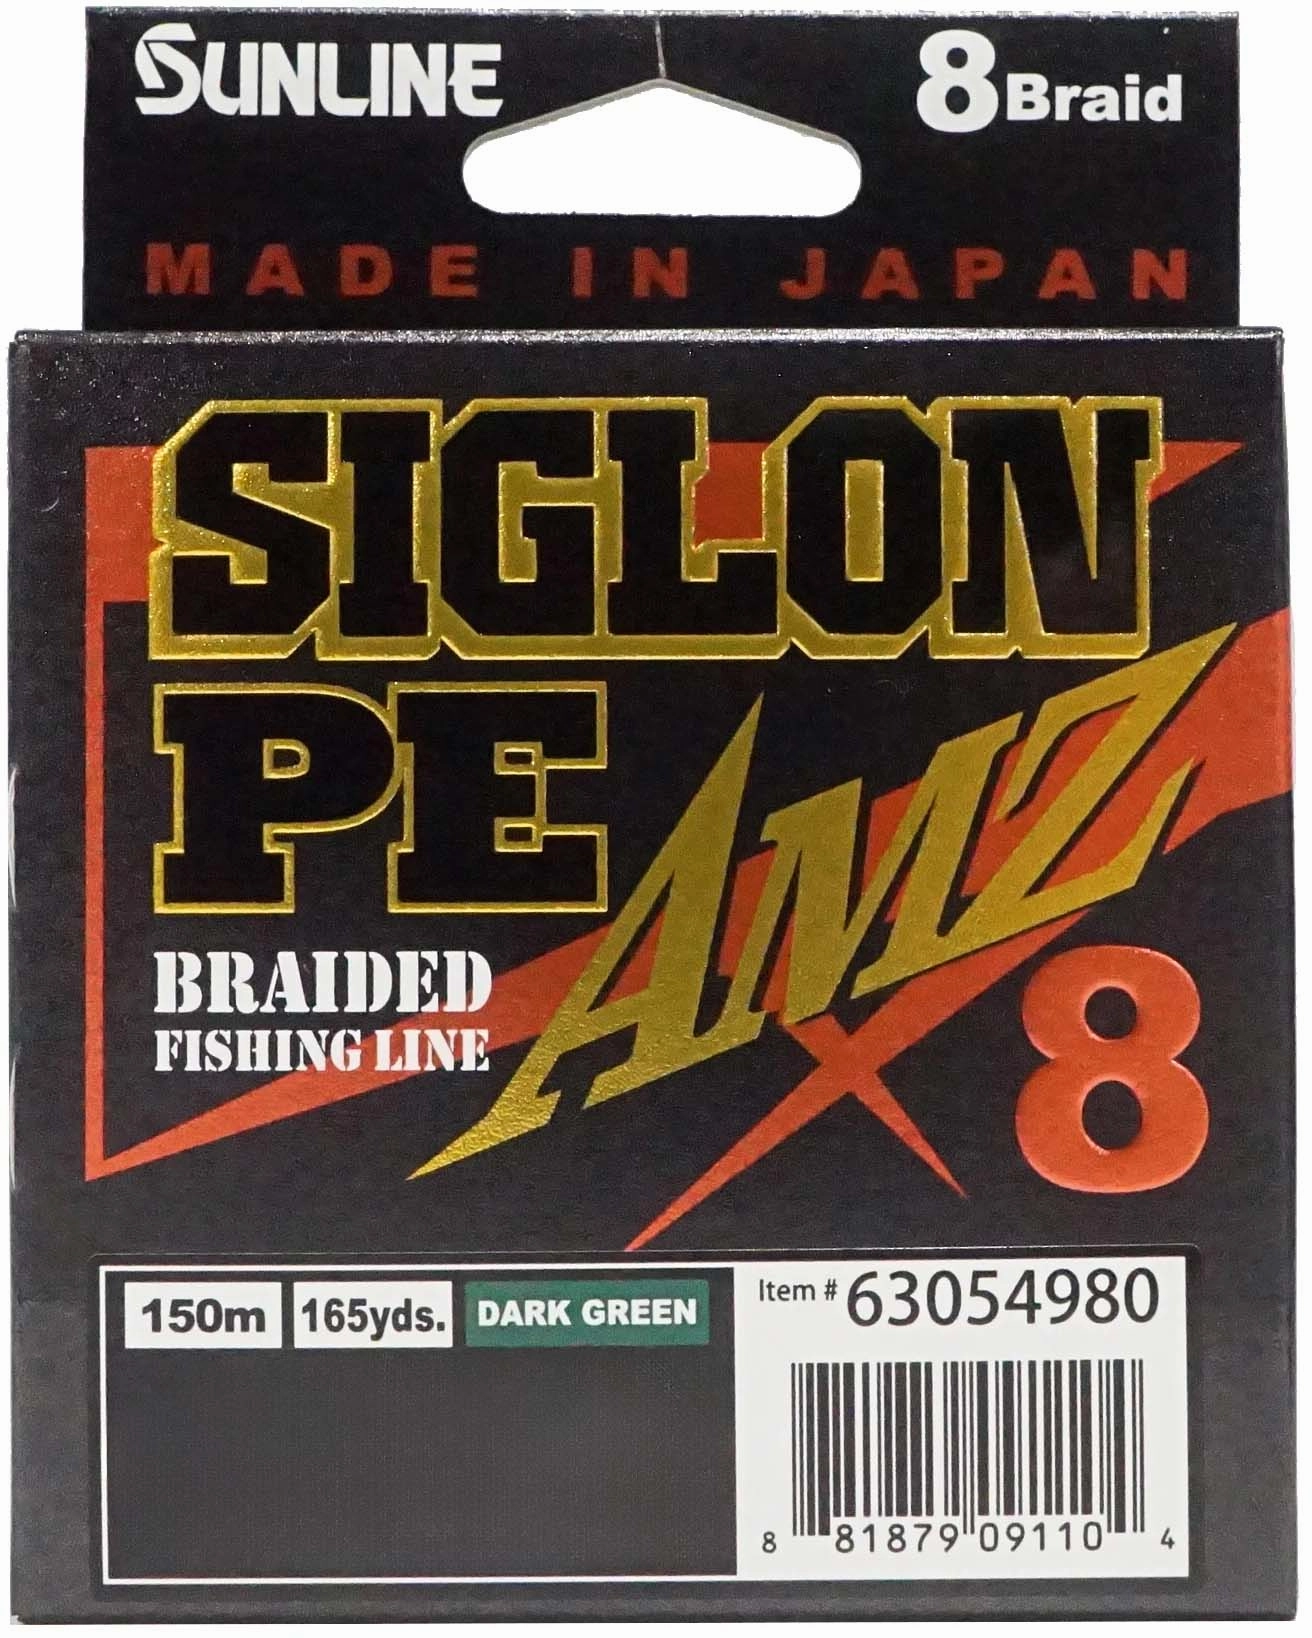 SUNLINE
8 Braid
MADE IN JAPAN
SIGLON
PE
AMZ
×8
BRAIDED
FISHING LINE
150m 165yds. DARK GREEN
Item # 63054980
8 81879 09110 4